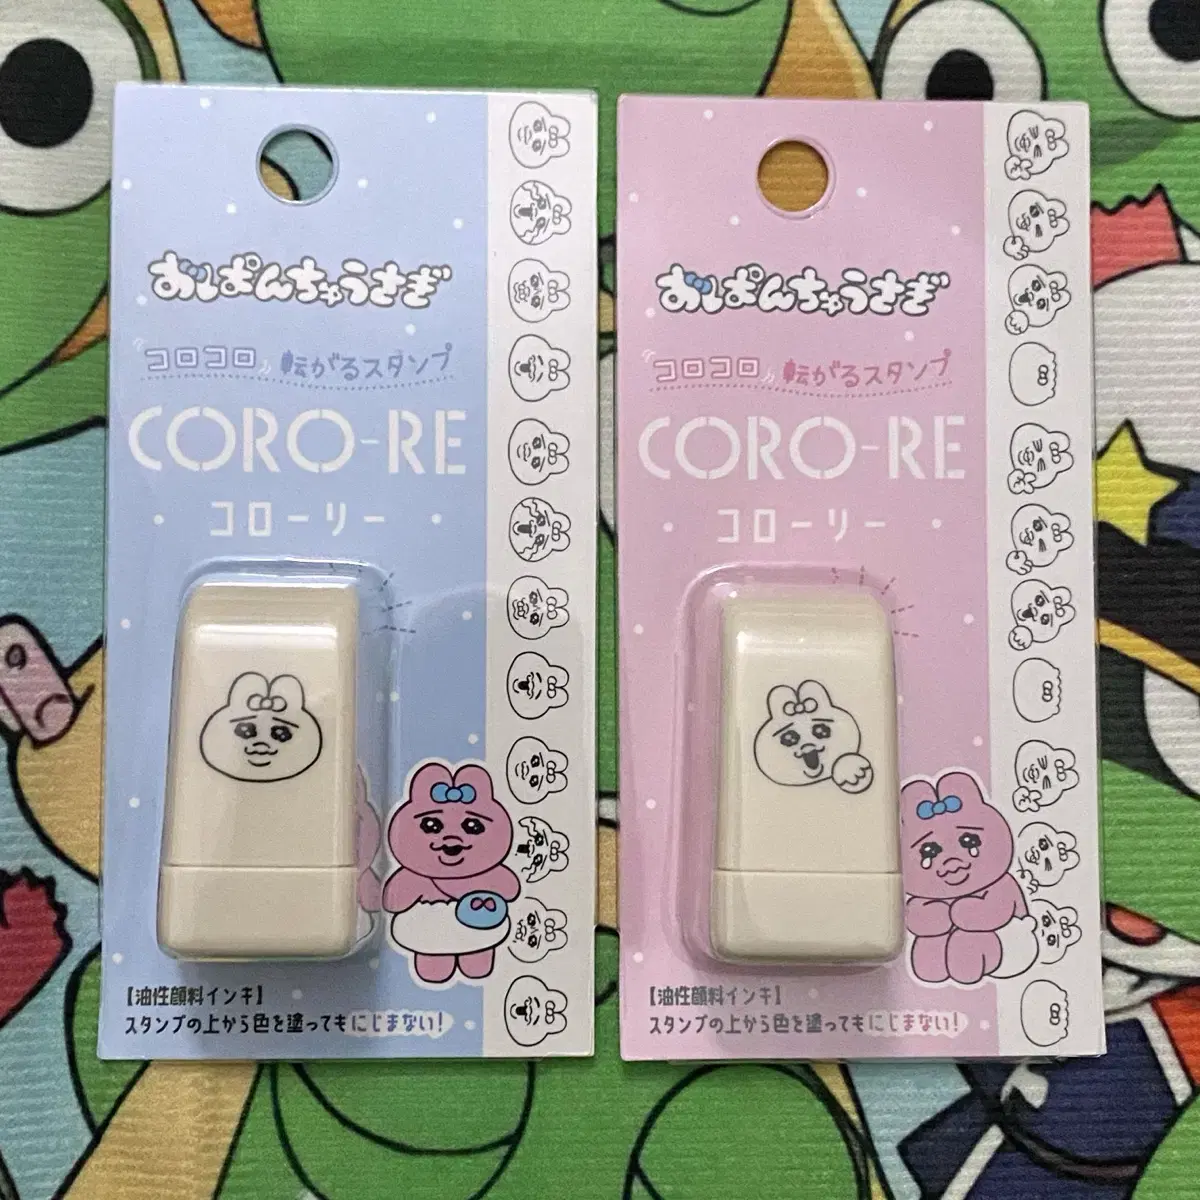 おぱんちゅうさぎ
コロコロ 転がるスタンプ
CORO-RE
コローリー
【油性顔料インキ】
スタンプの上から色を塗ってもにじまない!
おぱんちゅうさぎ
コロコロ 転がるスタンプ
CORO-RE
コローリー
【油性顔料インキ】
スタンプの上から色を塗ってもにじまない!